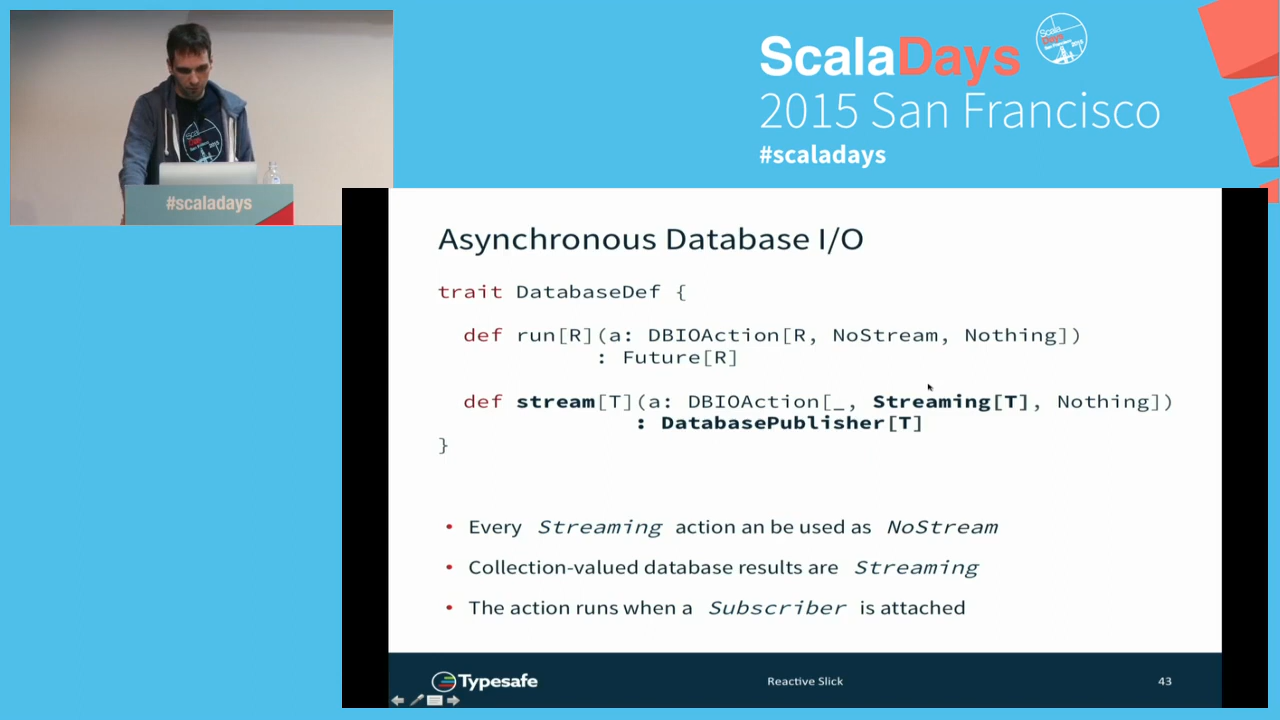 ScalaDays
2015 San Francisco
#scaladays
#scaladays
Asynchronous Database I/O
trait DatabaseDef {
def run[R](a: DBIOAction[R, NoStream, Nothing])
: Future[R]
def stream[T](a: DBIOAction[_, Streaming[T], Nothing])
: DatabasePublisher[T]
}
• Every Streaming action an be used as NoStream
• Collection-valued database results are Streaming
• The action runs when a Subscriber is attached
Typesafe
Reactive Slick
43